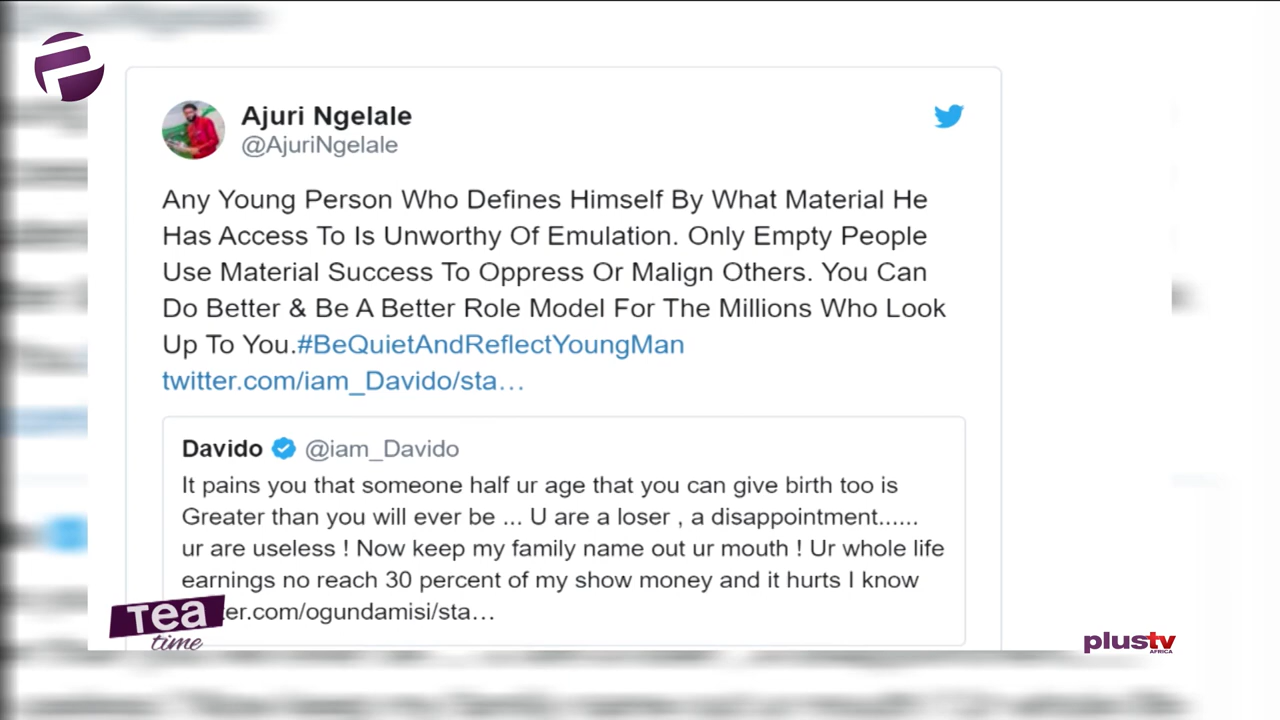 Ajuri Ngelale
@AjuriNgelale
Any Young Person Who Defines Himself By What Material He
Has Access To Is Unworthy Of Emulation. Only Empty People
Use Material Success To Oppress Or Malign Others. You Can
Do Better & Be A Better Role Model For The Millions Who Look
Up To You.#BeQuietAndReflectYoungMan
twitter.com/iam_Davido/sta…
Davido @iam_Davido
It pains you that someone half ur age that you can give birth too is
Greater than you will ever be ... U are a loser , a disappointment......
ur are useless ! Now keep my family name out ur mouth ! Ur whole life
earnings no reach 30 percent of my show money and it hurts I know
er.com/ogundamisi/sta…
Tea
time
plustv
AFRICA